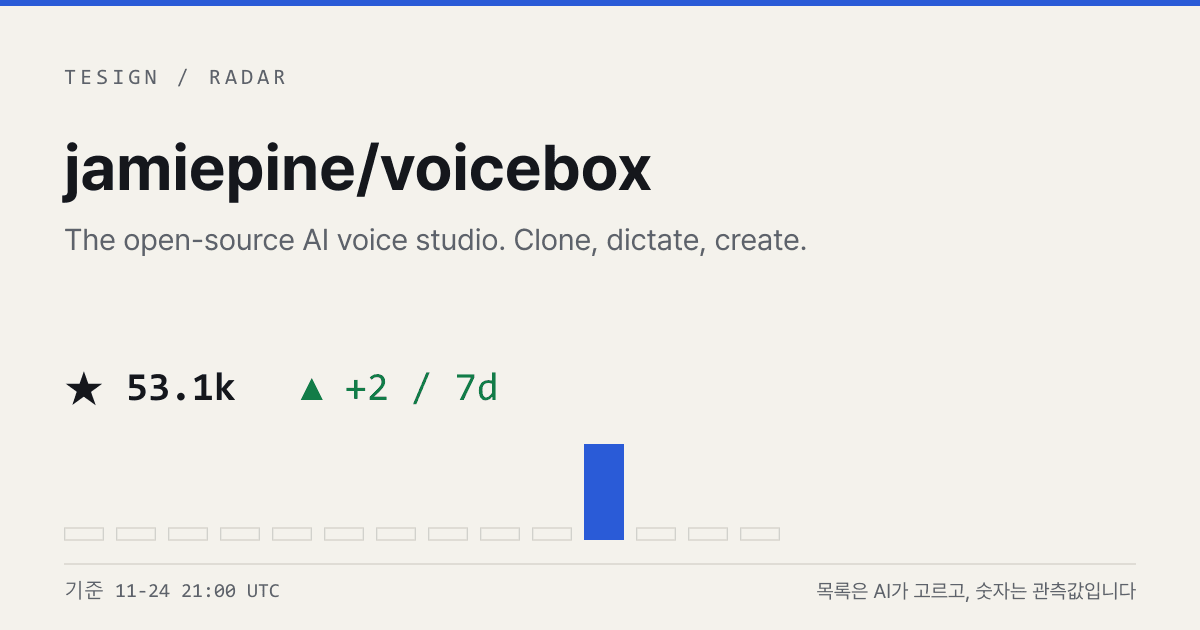 TESIGN / RADAR
jamiepine/voicebox
The open-source AI voice studio. Clone, dictate, create.
★ 53.1k ▲ +2 / 7d
기준 11-24 21:00 UTC
목록은 AI가 고르고, 숫자는 관측값입니다